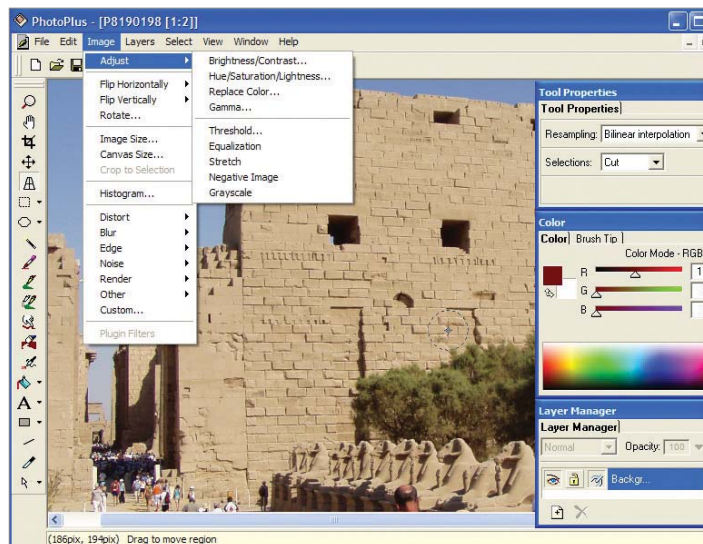 PhotoPlus - [P8190198 [1:2]]
File Edit Image Layers Select View Window Help
Adjust
Flip Horizontally
Flip Vertically
Rotate...
Image Size...
Canvas Size...
Crop to Selection
Histogram...
Distort
Blur
Edge
Noise
Render
Other
Custom...
Plugin Filters
Brightness/Contrast...
Hue/Saturation/Lightness...
Replace Color...
Gamma...
Threshold...
Equalization
Stretch
Negative Image
Grayscale
Tool Properties
Tool Properties
Resampling: Bilinear interpolation
Selections: Cut
Color
Color Brush Tip
Color Mode - RGB
R
G
B
Layer Manager
Layer Manager
Normal Opacity: 100
Backgr...
A
(186pix, 194pix) Drag to move region